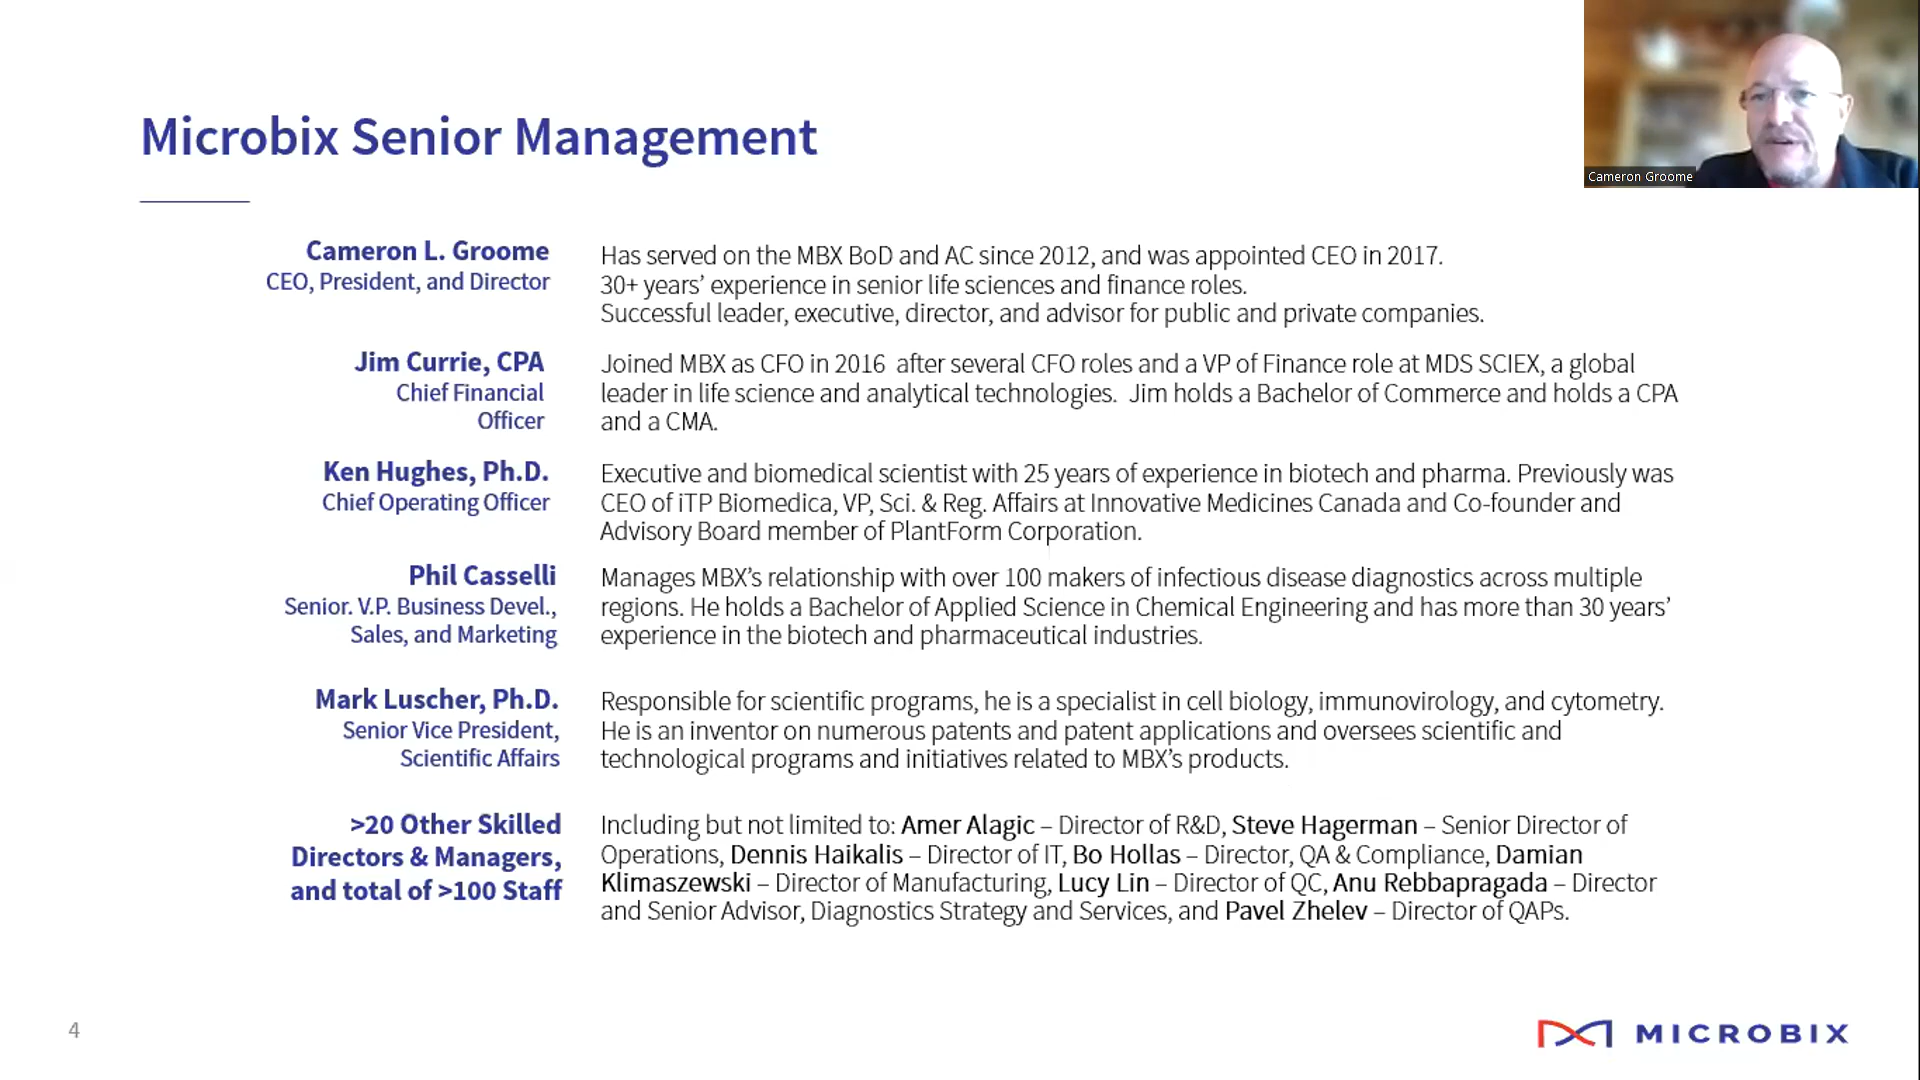 Cameron Groome
Microbix Senior Management
Cameron L. Groome
CEO, President, and Director
Has served on the MBX BoD and AC since 2012, and was appointed CEO in 2017.
30+ years’ experience in senior life sciences and finance roles.
Successful leader, executive, director, and advisor for public and private companies.
Jim Currie, CPA
Chief Financial
Officer
Joined MBX as CFO in 2016 after several CFO roles and a VP of Finance role at MDS SCIEX, a global
leader in life science and analytical technologies. Jim holds a Bachelor of Commerce and holds a CPA
and a CMA.
Ken Hughes, Ph.D.
Chief Operating Officer
Executive and biomedical scientist with 25 years of experience in biotech and pharma. Previously was
CEO of iTP Biomedica, VP, Sci. & Reg. Affairs at Innovative Medicines Canada and Co-founder and
Advisory Board member of PlantForm Corporation.
Phil Casselli
Senior. V.P. Business Devel.,
Sales, and Marketing
Manages MBX’s relationship with over 100 makers of infectious disease diagnostics across multiple
regions. He holds a Bachelor of Applied Science in Chemical Engineering and has more than 30 years’
experience in the biotech and pharmaceutical industries.
Mark Luscher, Ph.D.
Senior Vice President,
Scientific Affairs
Responsible for scientific programs, he is a specialist in cell biology, immunovirology, and cytometry.
He is an inventor on numerous patents and patent applications and oversees scientific and
technological programs and initiatives related to MBX’s products.
>20 Other Skilled
Directors & Managers,
and total of >100 Staff
Including but not limited to: Amer Alagic – Director of R&D, Steve Hagerman – Senior Director of
Operations, Dennis Haikalis – Director of IT, Bo Hollas – Director, QA & Compliance, Damian
Klimaszewski – Director of Manufacturing, Lucy Lin – Director of QC, Anu Rebbapragada – Director
and Senior Advisor, Diagnostics Strategy and Services, and Pavel Zhelev – Director of QAPs.
4
MICROBIX